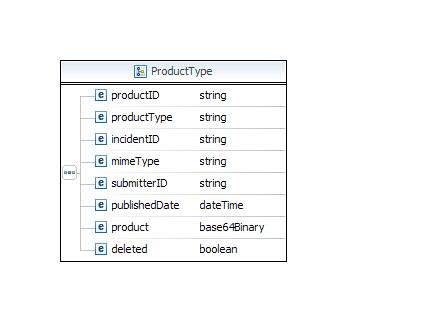 ProductType
productID string
productType string
incidentID string
mimeType string
submitterID string
publishedDate dateTime
product base64Binary
deleted boolean